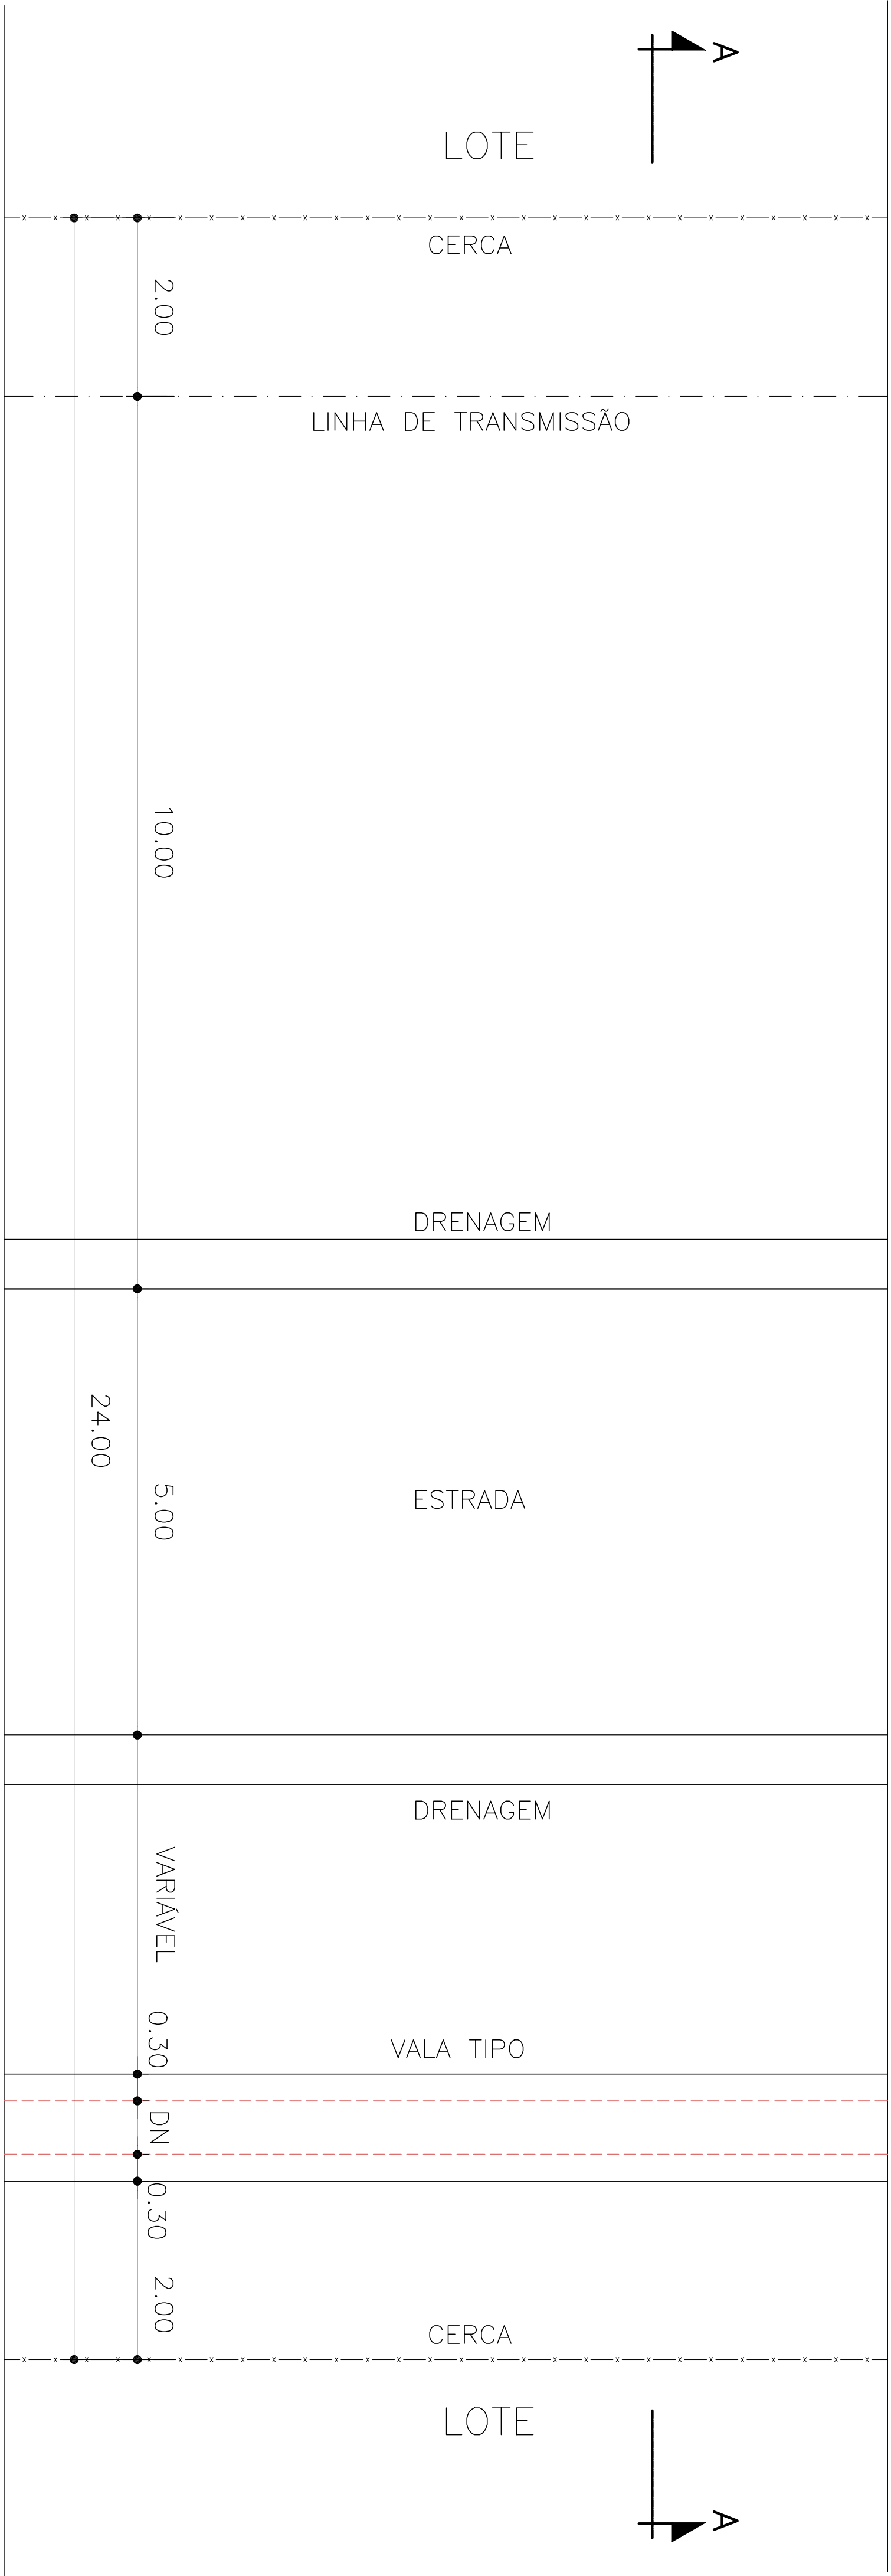 A
LOTE
CERCA
2.00
LINHA DE TRANSMISSÃO
10.00
DRENAGEM
24.00
5.00
ESTRADA
DRENAGEM
VARIÁVEL
0.30
VALA TIPO
DN
0.30
2.00
CERCA
LOTE
A